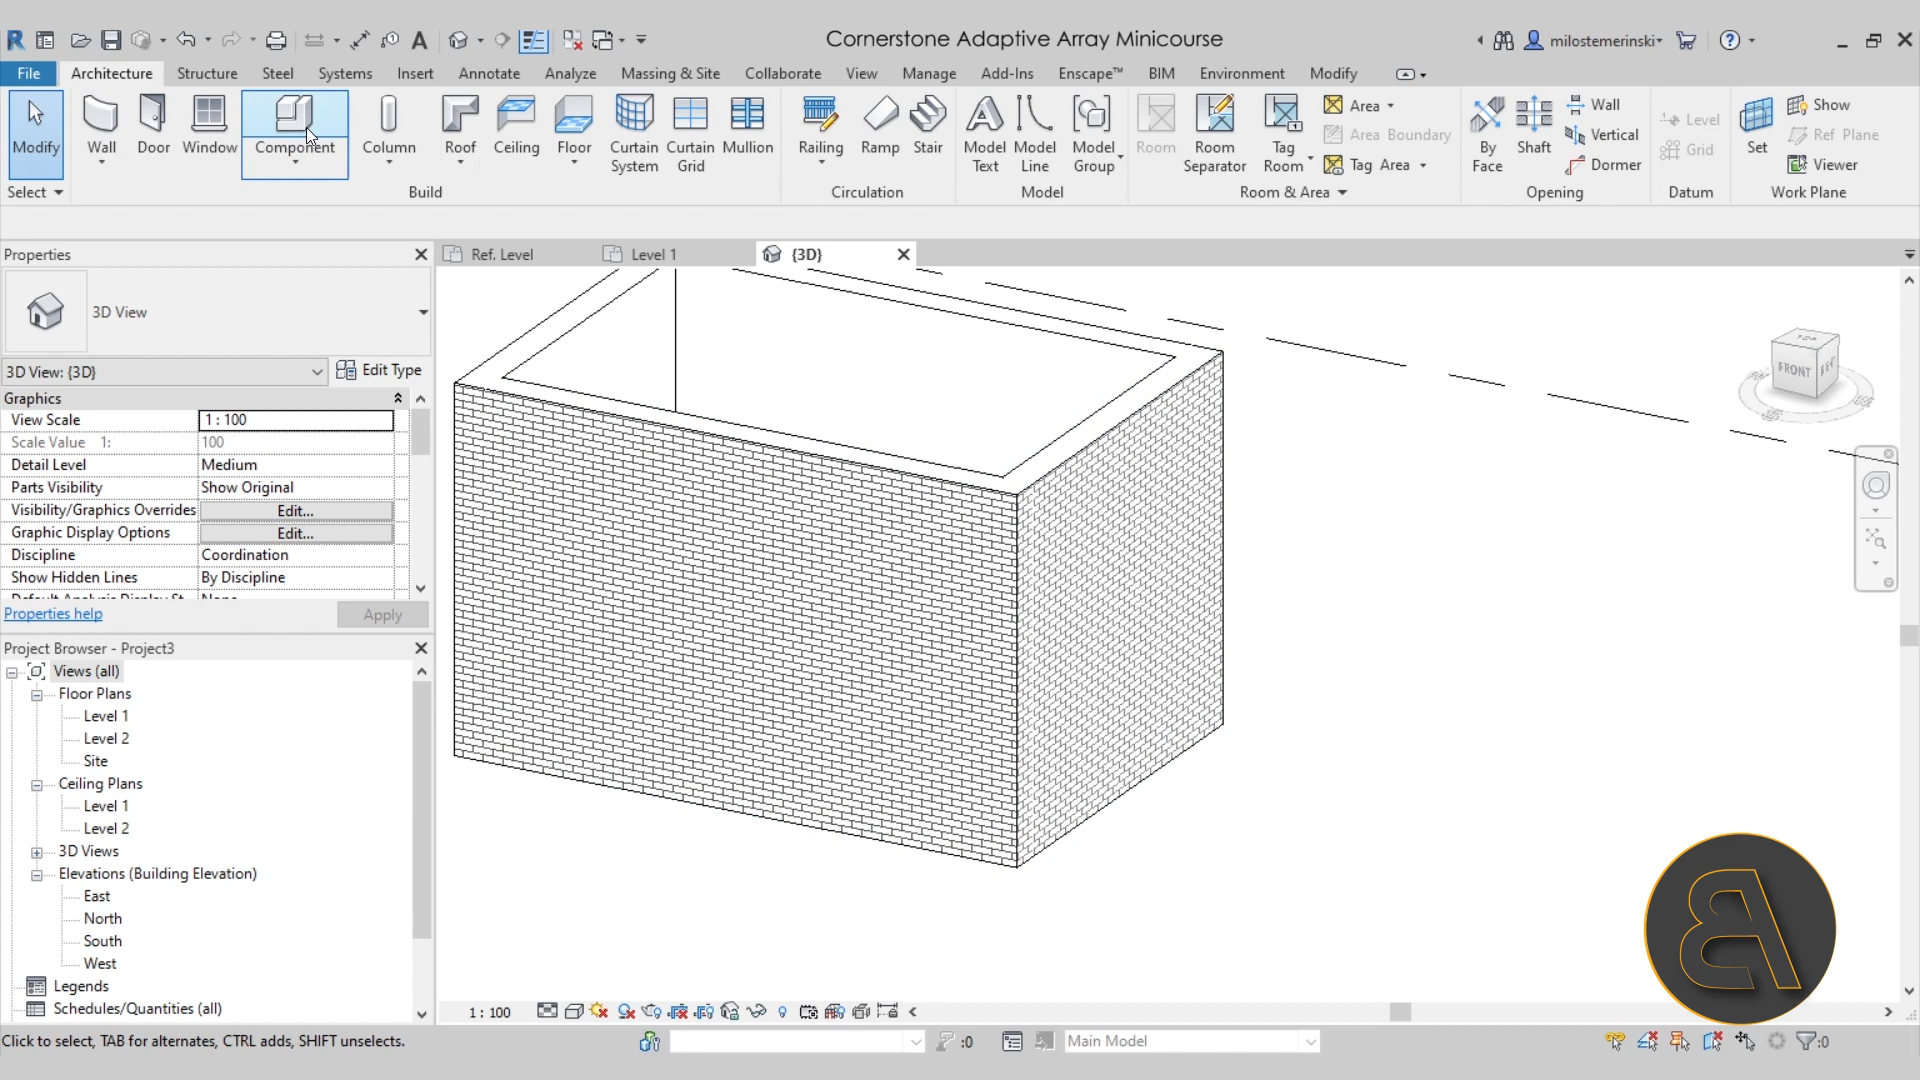 Cornerstone Adaptive Array Minicourse
milostemerinski
File Architecture Structure Steel Systems Insert Annotate Analyze Massing & Site Collaborate View Manage Add-Ins Enscape™ BIM Environment Modify
Modify Wall Door Window Component Column Roof Ceiling Floor Curtain System Curtain Grid Mullion Railing Ramp Stair Model Text Model Line Model Group Room Room Separator Tag Room Area Area Boundary Tag Area By Face Shaft Wall Vertical Dormer Level Grid Set Show Ref Plane Viewer
Select Build Circulation Model Room & Area Opening Datum Work Plane
Properties
Ref. Level Level 1 {3D}
3D View
3D View: {3D} Edit Type
Graphics
View Scale 1 : 100
Scale Value 1: 100
Detail Level Medium
Parts Visibility Show Original
Visibility/Graphics Overrides Edit...
Graphic Display Options Edit...
Discipline Coordination
Show Hidden Lines By Discipline
Properties help Apply
Project Browser - Project3
Views (all)
Floor Plans
Level 1
Level 2
Site
Ceiling Plans
Level 1
Level 2
3D Views
Elevations (Building Elevation)
East
North
South
West
Legends
Schedules/Quantities (all)
TOP
FRONT
1 : 100
Click to select, TAB for alternates, CTRL adds, SHIFT unselects.
:0
Main Model
:0